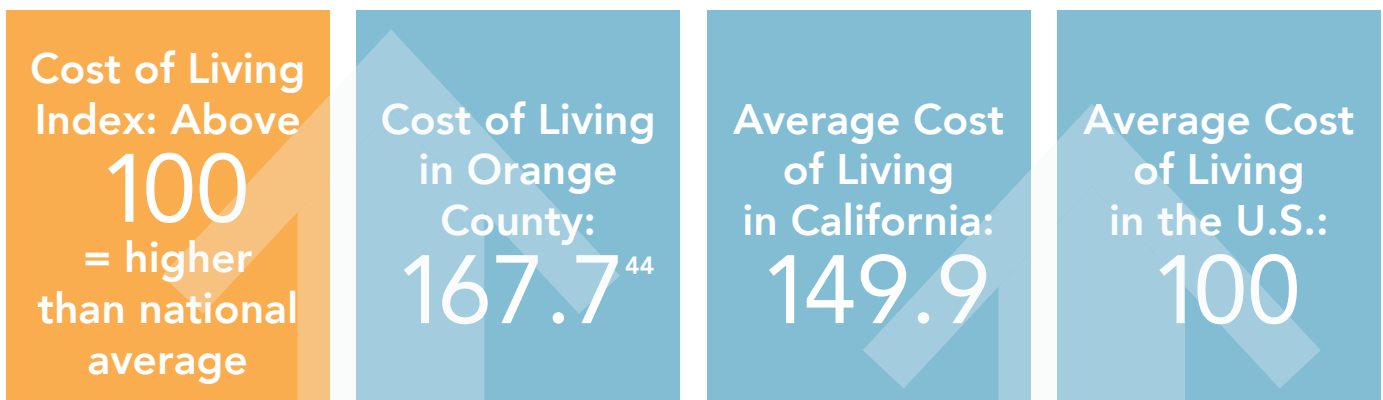 Cost of Living
Index: Above
100
= higher
than national
average
Cost of Living
in Orange
County:
167.7⁴⁴
Average Cost
of Living
in California:
149.9
Average Cost
of Living
in the U.S.:
100